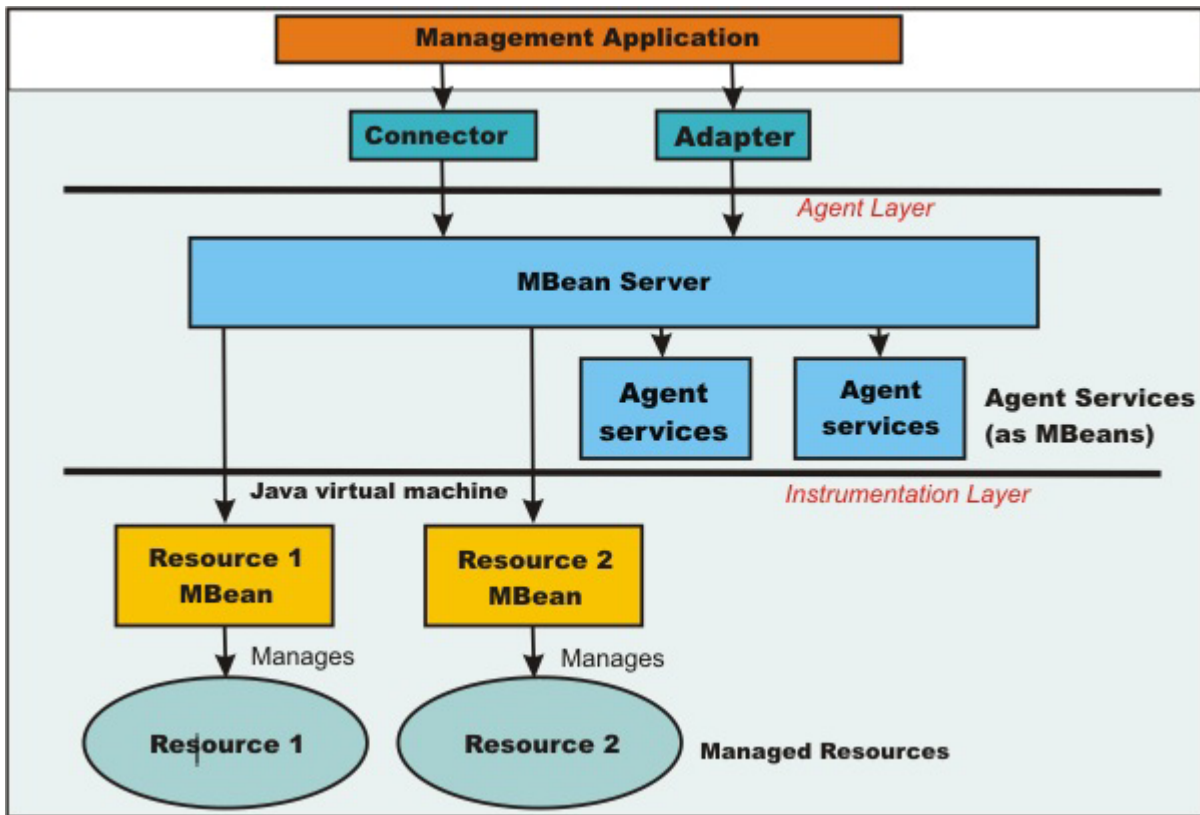 Management Application
Connector
Adapter
Agent Layer
MBean Server
Agent
services
Agent
services
Agent Services
(as MBeans)
Java virtual machine
Instrumentation Layer
Resource 1
MBean
Resource 2
MBean
Manages
Manages
Resource 1
Resource 2
Managed Resources